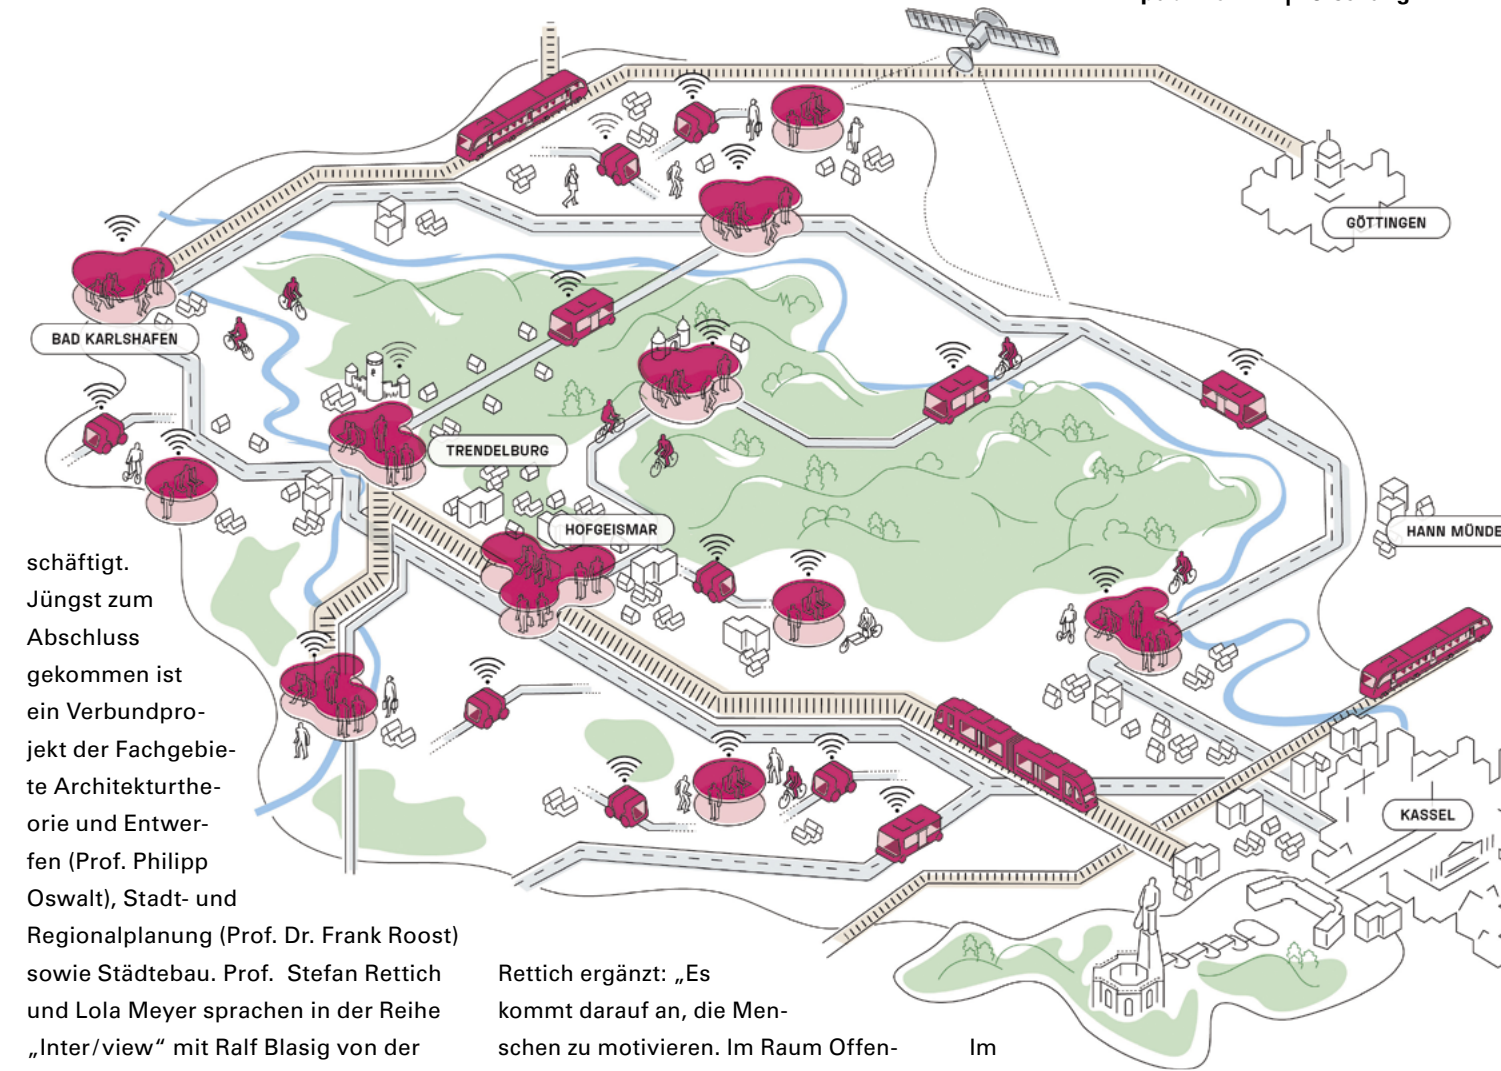 GÖTTINGEN
BAD KARLSHAFEN
TRENDELBURG
HOFGEISMAR
HANN MÜNDE
KASSEL
schäftigt.
Jüngst zum
Abschluss
gekommen ist
ein Verbundpro-
jekt der Fachgebie-
te Architekturthe-
orie und Entwer-
fen (Prof. Philipp
Oswalt), Stadt- und
Regionalplanung (Prof. Dr. Frank Roost)
sowie Städtebau. Prof. Stefan Rettich
und Lola Meyer sprachen in der Reihe
„Inter/view“ mit Ralf Blasig von der
Rettich ergänzt: „Es
kommt darauf an, die Men-
schen zu motivieren. Im Raum Offen-
Im